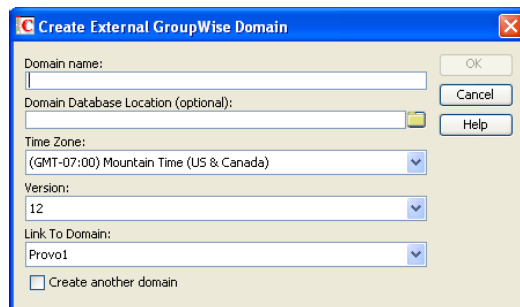 C Create External GroupWise Domain
Domain name:
OK
Domain Database Location (optional):
Cancel
Help
Time Zone:
(GMT-07:00) Mountain Time (US & Canada)
Version:
12
Link To Domain:
Provo1
Create another domain